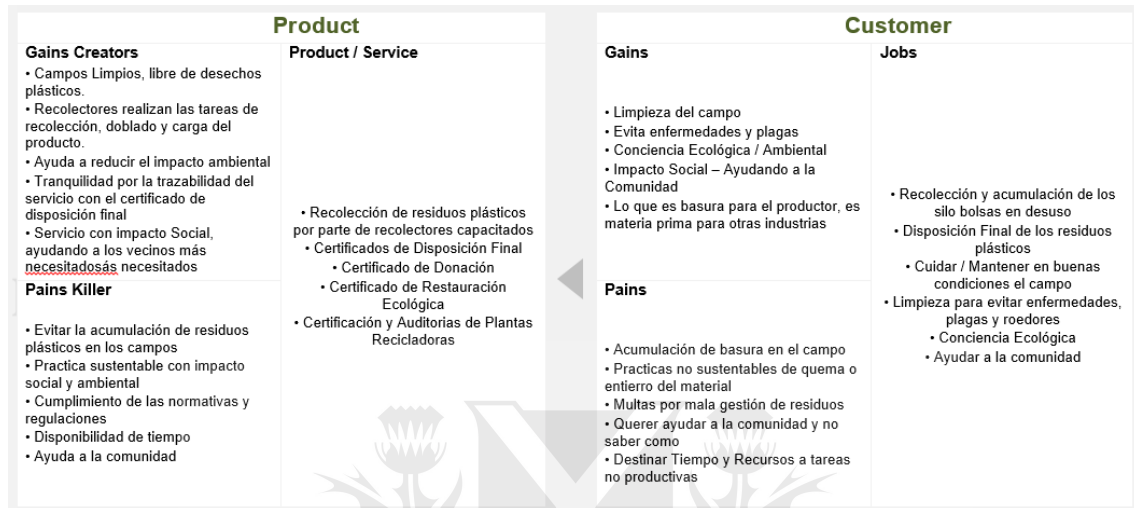 Product
Gains Creators
• Campos Limpios, libre de desechos
plásticos.
• Recolectores realizan las tareas de
recolección, doblado y carga del
producto.
• Ayuda a reducir el impacto ambiental
• Tranquilidad por la trazabilidad del
servicio con el certificado de
disposición final
• Servicio con impacto Social,
ayudando a los vecinos más
necesitadosás necesitados
Pains Killer
• Evitar la acumulación de residuos
plásticos en los campos
• Practica sustentable con impacto
social y ambiental
• Cumplimiento de las normativas y
regulaciones
• Disponibilidad de tiempo
• Ayuda a la comunidad
Product / Service
• Recolección de residuos plásticos
por parte de recolectores capacitados
• Certificados de Disposición Final
• Certificado de Donación
• Certificado de Restauración
Ecológica
• Certificación y Auditorias de Plantas
Recicladoras
Customer
Gains
• Limpieza del campo
• Evita enfermedades y plagas
• Conciencia Ecológica / Ambiental
• Impacto Social – Ayudando a la
Comunidad
• Lo que es basura para el productor, es
materia prima para otras industrias
Pains
• Acumulación de basura en el campo
• Practicas no sustentables de quema o
entierro del material
• Multas por mala gestión de residuos
• Querer ayudar a la comunidad y no
saber como
• Destinar Tiempo y Recursos a tareas
no productivas
Jobs
• Recolección y acumulación de los
silo bolsas en desuso
• Disposición Final de los residuos
plásticos
• Cuidar / Mantener en buenas
condiciones el campo
• Limpieza para evitar enfermedades,
plagas y roedores
• Conciencia Ecológica
• Ayudar a la comunidad